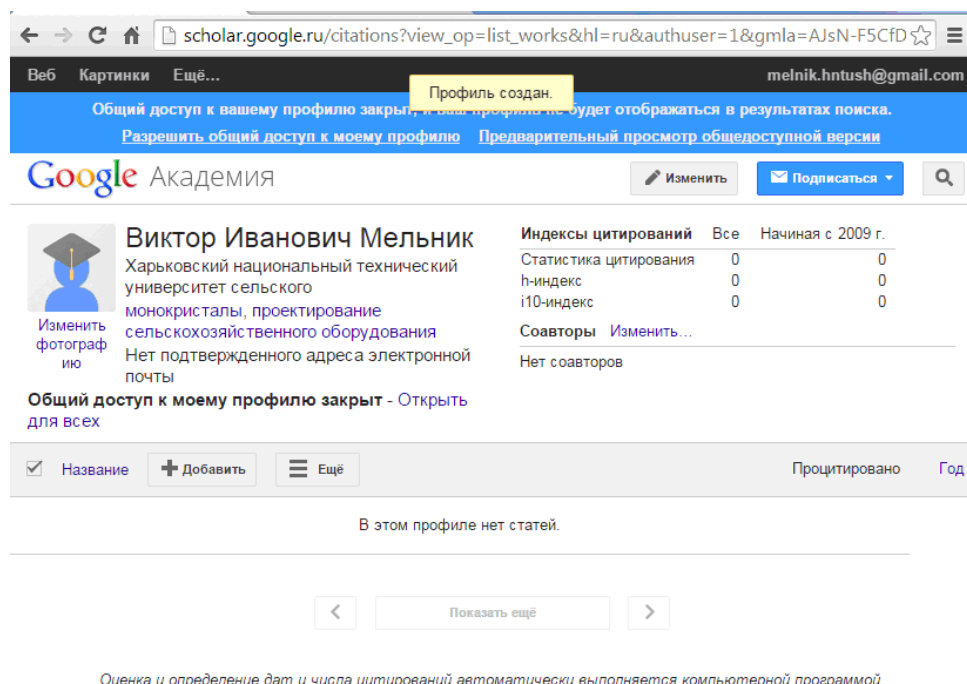 scholar.google.ru/citations?view_op=list_works&hl=ru&authuser=1&gmla=AJsN-F5CfD
Веб Картинки Ещё... melnik.hntush@gmail.com
Профиль создан.
Общий доступ к вашему профилю закрыт, будет отображаться в результатах поиска.
Разрешить общий доступ к моему профилю Предварительный просмотр общедоступной версии
Google Академия Изменить Подписаться
Виктор Иванович Мельник
Харьковский национальный технический
университет сельского
монокристалы, проектирование
сельскохозяйственного оборудования
Нет подтвержденного адреса электронной
почты
Изменить
фотограф
ию
Общий доступ к моему профилю закрыт - Открыть
для всех
Индексы цитирований Все Начиная с 2009 г.
Статистика цитирования 0 0
h-индекс 0 0
i10-индекс 0 0
Соавторы Изменить...
Нет соавторов
Название Добавить Ещё Процитировано Год
В этом профиле нет статей.
Показать ещё
Оценка и определение дат и числа цитирований автоматически выполняется компьютерной программой